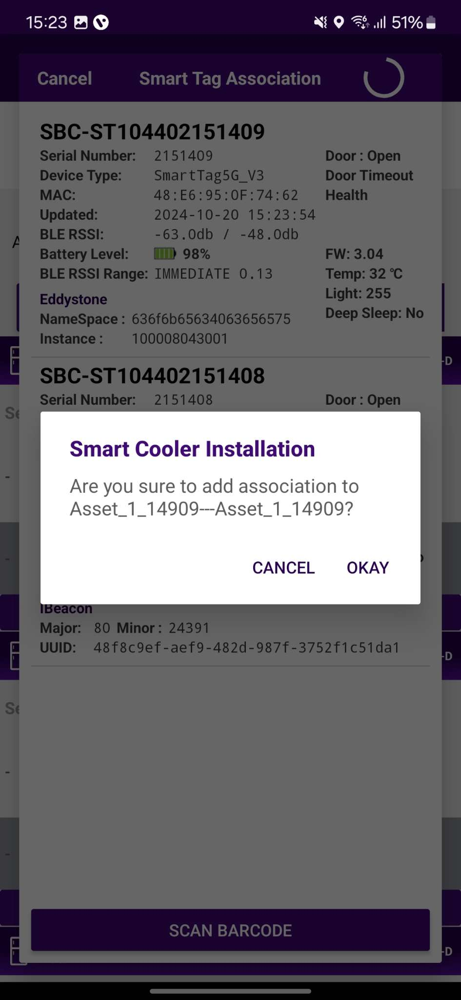 15:23
6
51%
Cancel
Smart Tag Association
SBC-ST104402151409
Serial Number: 2151409 Door : Open
Device Type: SmartTag5G_V3 Door Timeout
MAC: 48:E6:95:0F:74:62 Health
Updated: 2024-10-20 15:23:54
BLE RSSI: -63.0db / -48.0db
Battery Level: 98% FW: 3.04
BLE RSSI Range: IMMEDIATE 0.13 Temp: 32 °C
Light: 255
Eddystone
Deep Sleep: No
NameSpace : 636f6b65634063656575
Instance : 100008043001
-D
SBC-ST104402151408
Serial Number: 2151408 Door : Open
Smart Cooler Installation
Are you sure to add association to
Asset_1_14909---Asset_1_14909?
CANCEL
OKAY
IBeacon
Major: 80 Minor : 24391
UUID: 48f8c9ef-aef9-482d-987f-3752f1c51da1
-D
SCAN BARCODE
-D